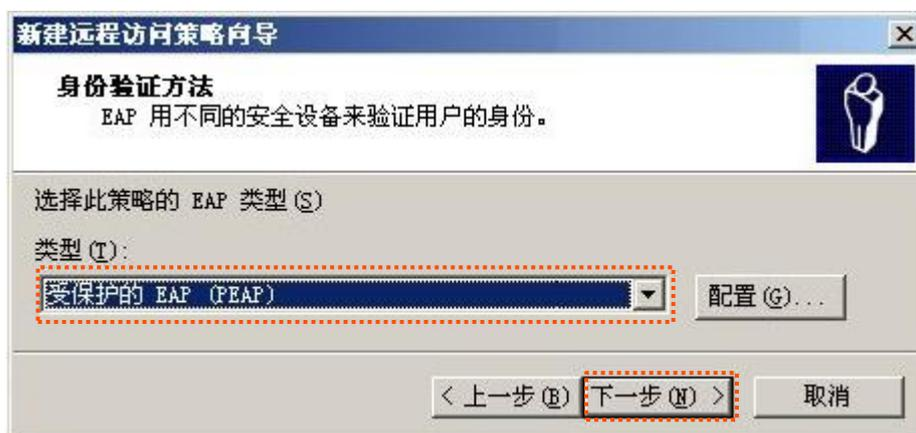 新建远程访问策略向导
身份验证方法
EAP 用不同的安全设备来验证用户的身份。
选择此策略的 EAP 类型(S)
类型(T):
受保护的 EAP (PEAP)
配置(G)...
< 上一步(B) 下一步(N) > 取消